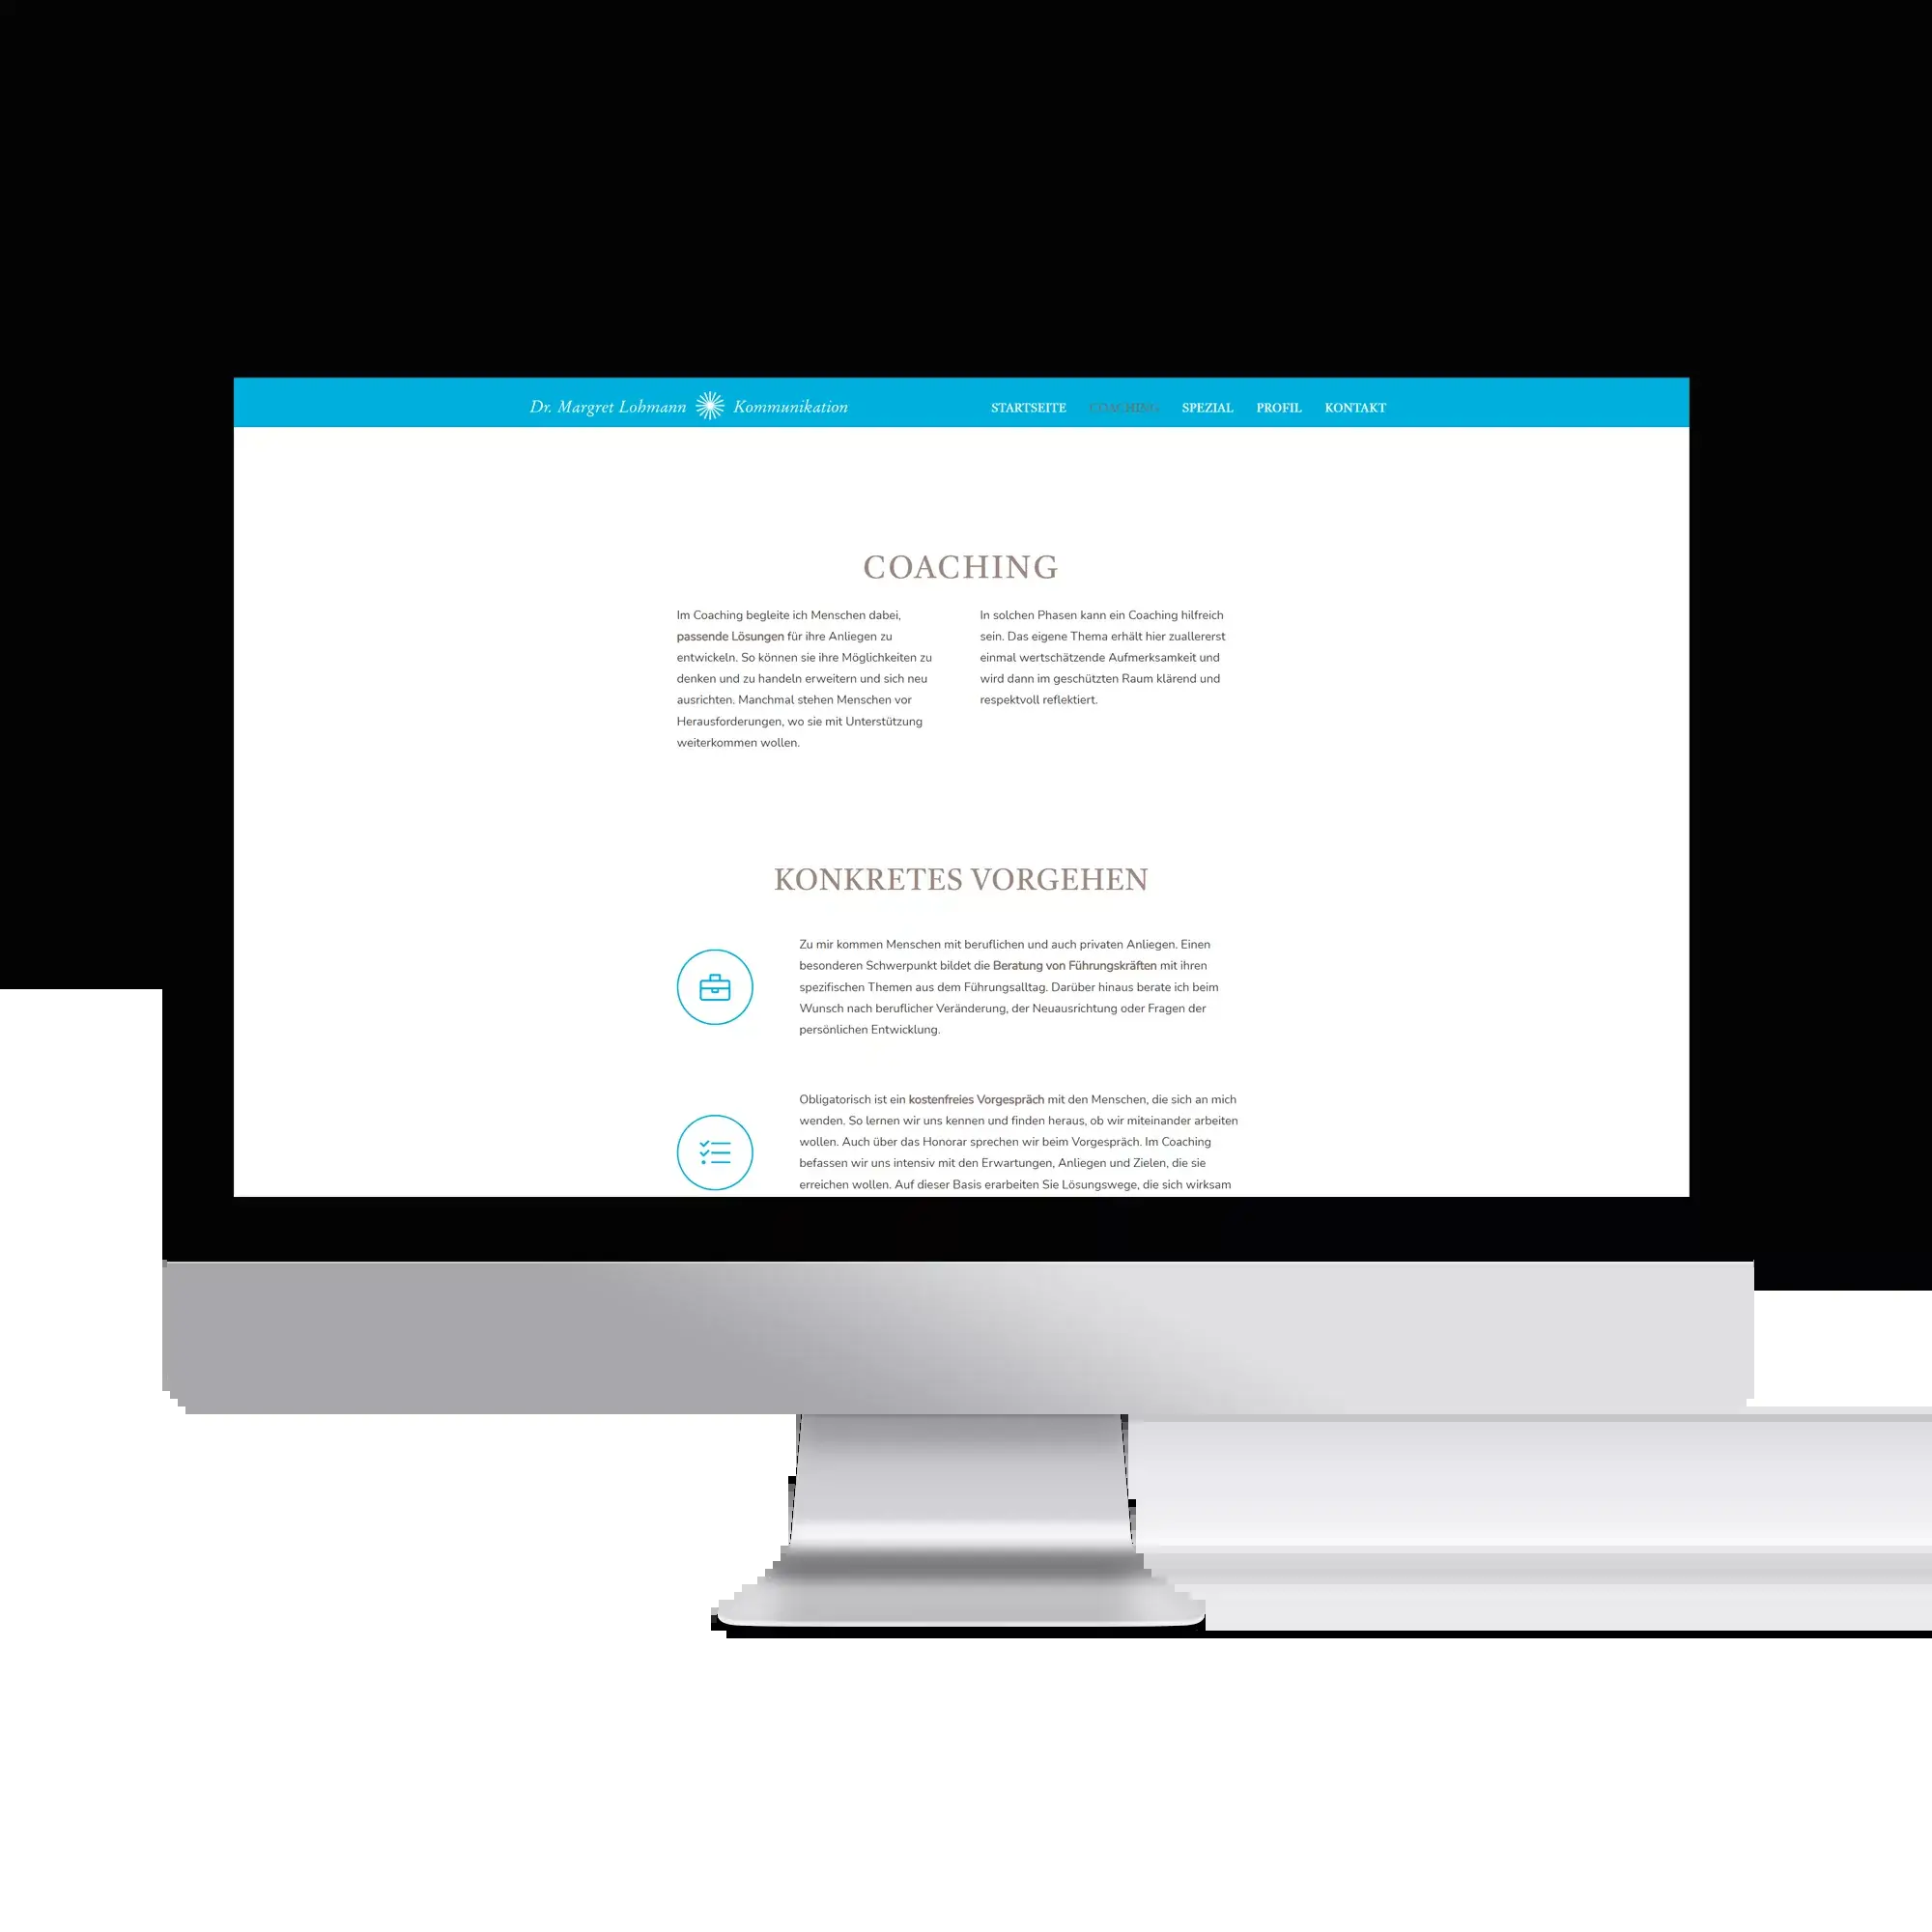 Dr. Margret Lohmann Kommunikation
STARTSEITE COACHING SPEZIAL PROFIL KONTAKT
COACHING
Im Coaching begleite ich Menschen dabei,
passende Lösungen für ihre Anliegen zu
entwickeln. So können sie ihre Möglichkeiten zu
denken und zu handeln erweitern und sich neu
ausrichten. Manchmal stehen Menschen vor
Herausforderungen, wo sie mit Unterstützung
weiterkommen wollen.
In solchen Phasen kann ein Coaching hilfreich
sein. Das eigene Thema erhält hier zuallererst
einmal wertschätzende Aufmerksamkeit und
wird dann im geschützten Raum klärend und
respektvoll reflektiert.
KONKRETES VORGEHEN
Zu mir kommen Menschen mit beruflichen und auch privaten Anliegen. Einen
besonderen Schwerpunkt bildet die Beratung von Führungskräften mit ihren
spezifischen Themen aus dem Führungsalltag. Darüber hinaus berate ich beim
Wunsch nach beruflicher Veränderung, der Neuausrichtung oder Fragen der
persönlichen Entwicklung.
Obligatorisch ist ein kostenfreies Vorgespräch mit den Menschen, die sich an mich
wenden. So lernen wir uns kennen und finden heraus, ob wir miteinander arbeiten
wollen. Auch über das Honorar sprechen wir beim Vorgespräch. Im Coaching
befassen wir uns intensiv mit den Erwartungen, Anliegen und Zielen, die sie
erreichen wollen. Auf dieser Basis erarbeiten Sie Lösungswege, die sich wirksam